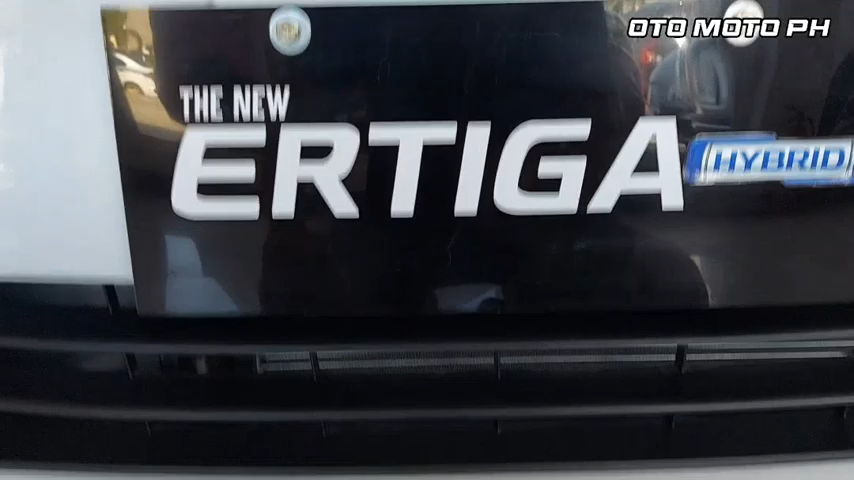 OTO MOTO PH
THE NEW
ERTIGA
HYBRID